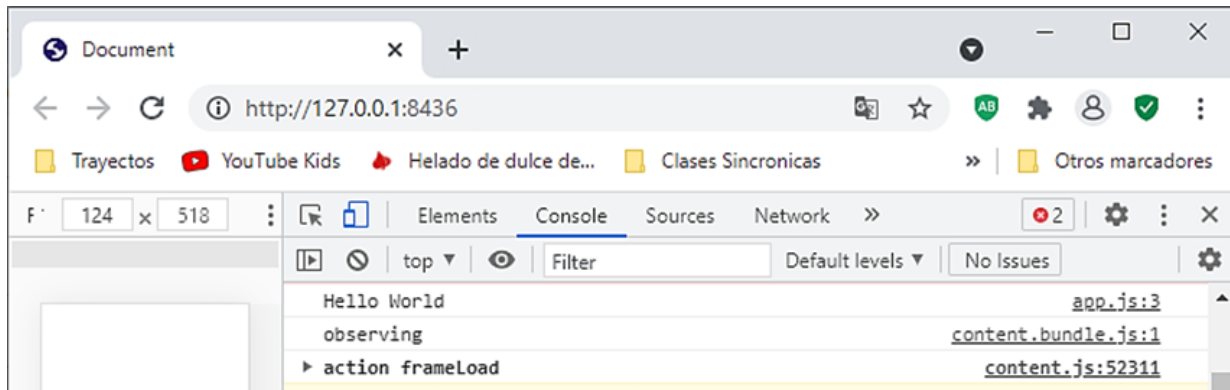 Document
http://127.0.0.1:8436
AB
Trayectos YouTube Kids Helado de dulce de... Clases Sincronicas » Otros marcadores
124 × 518 Elements Console Sources Network » 2
top Filter Default levels No Issues
Hello World app.js:3
observing content.bundle.js:1
action frameLoad content.js:52311